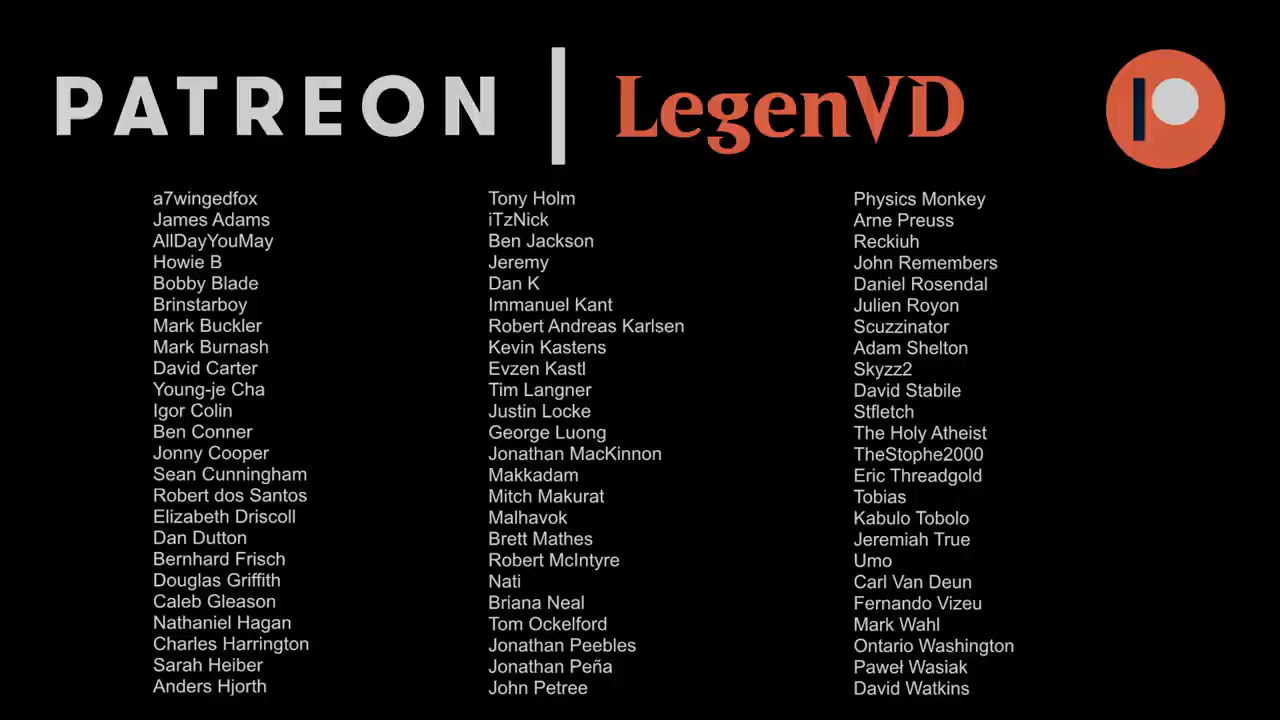 PATREON | LegenVD
a7wingedfox
James Adams
AllDayYouMay
Howie B
Bobby Blade
Brinstarboy
Mark Buckler
Mark Burnash
David Carter
Young-je Cha
Igor Colin
Ben Conner
Jonny Cooper
Sean Cunningham
Robert dos Santos
Elizabeth Driscoll
Dan Dutton
Bernhard Frisch
Douglas Griffith
Caleb Gleason
Nathaniel Hagan
Charles Harrington
Sarah Heiber
Anders Hjorth
Tony Holm
iTzNick
Ben Jackson
Jeremy
Dan K
Immanuel Kant
Robert Andreas Karlsen
Kevin Kastens
Evzen Kastl
Tim Langner
Justin Locke
George Luong
Jonathan MacKinnon
Makkadam
Mitch Makurat
Malhavok
Brett Mathes
Robert McIntyre
Nati
Briana Neal
Tom Ockelford
Jonathan Peebles
Jonathan Peña
John Petree
Physics Monkey
Arne Preuss
Reckiuh
John Remembers
Daniel Rosendal
Julien Royon
Scuzzinator
Adam Shelton
Skyzz2
David Stabile
Stfletch
The Holy Atheist
TheStophe2000
Eric Threadgold
Tobias
Kabulo Tobolo
Jeremiah True
Umo
Carl Van Deun
Fernando Vizeu
Mark Wahl
Ontario Washington
Paweł Wasiak
David Watkins